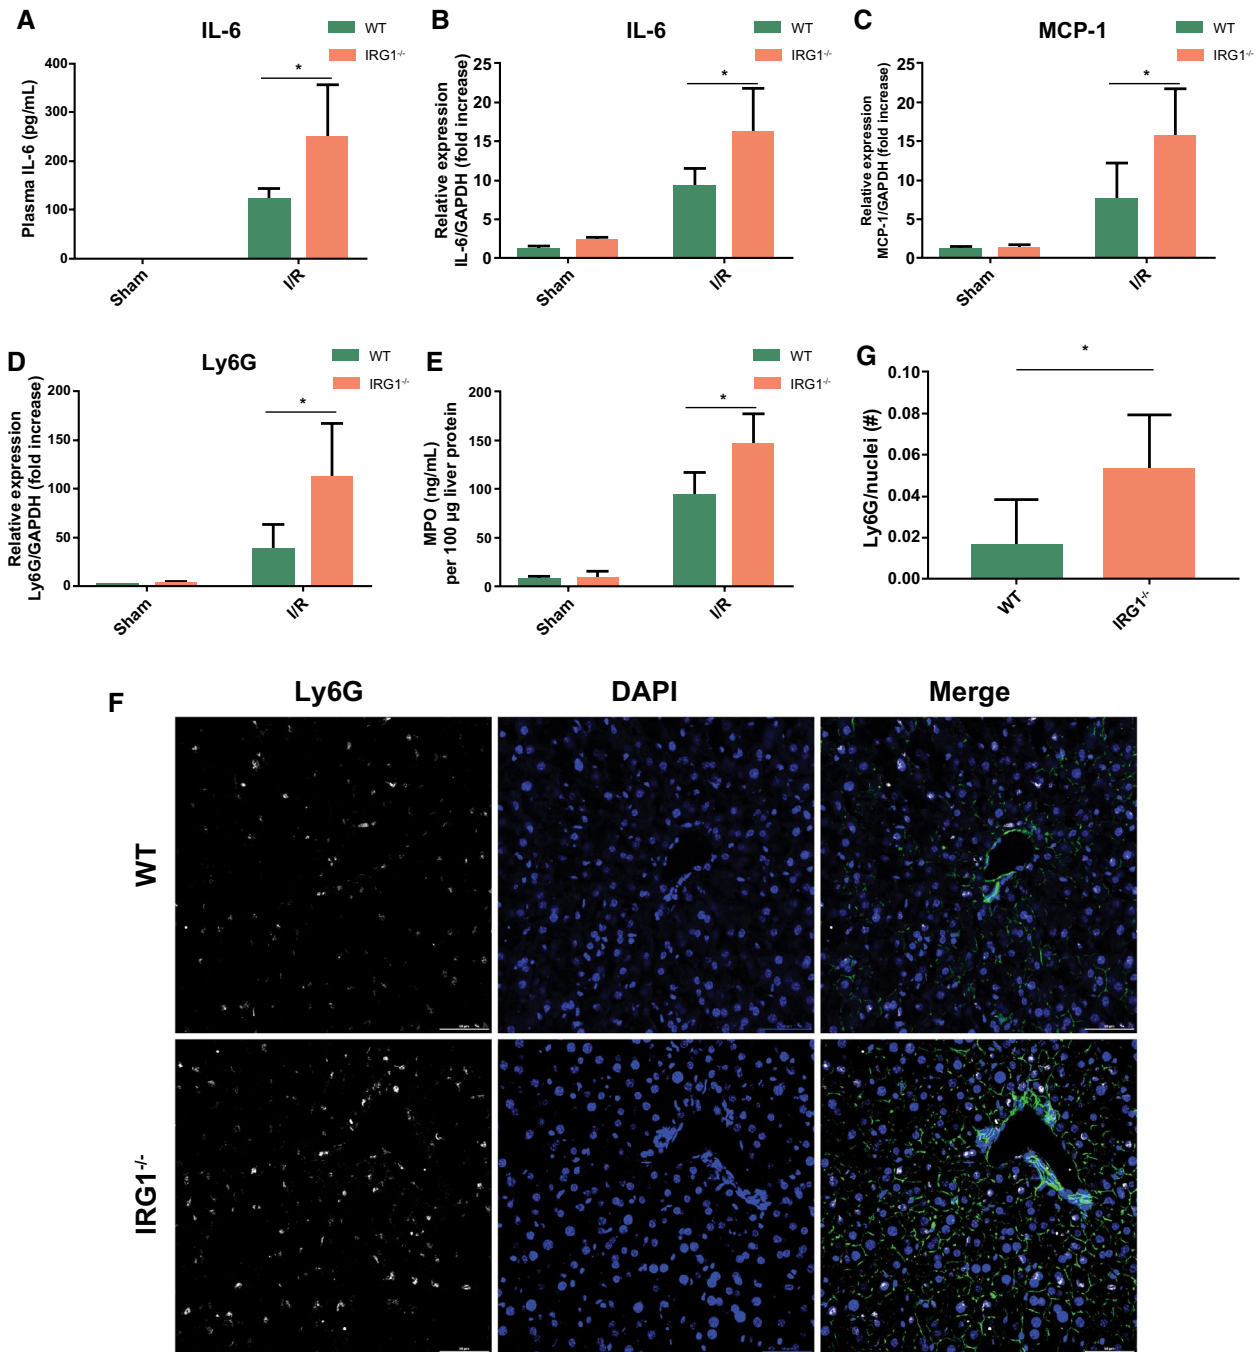 A
IL-6
WT
IRG1-/-
Plasma IL-6 (pg/mL)
400
300
200
100
0
Sham
I/R
*
B
IL-6
Relative expression
IL-6/GAPDH (fold increase)
25
20
15
10
5
0
Sham
I/R
*
C
MCP-1
WT
IRG1-/-
Relative expression
MCP-1/GAPDH (fold increase)
25
20
15
10
5
0
Sham
I/R
*
D
Ly6G
WT
IRG1-/-
Relative expression
Ly6G/GAPDH (fold increase)
200
150
100
50
0
Sham
I/R
*
E
WT
IRG1-/-
MPO (ng/mL)
per 100 µg liver protein
200
150
100
50
0
Sham
I/R
*
G
Ly6G/nuclei (#)
0.10
0.08
0.06
0.04
0.02
0.00
WT
IRG1-/-
*
F
Ly6G
DAPI
Merge
WT
IRG1-/-